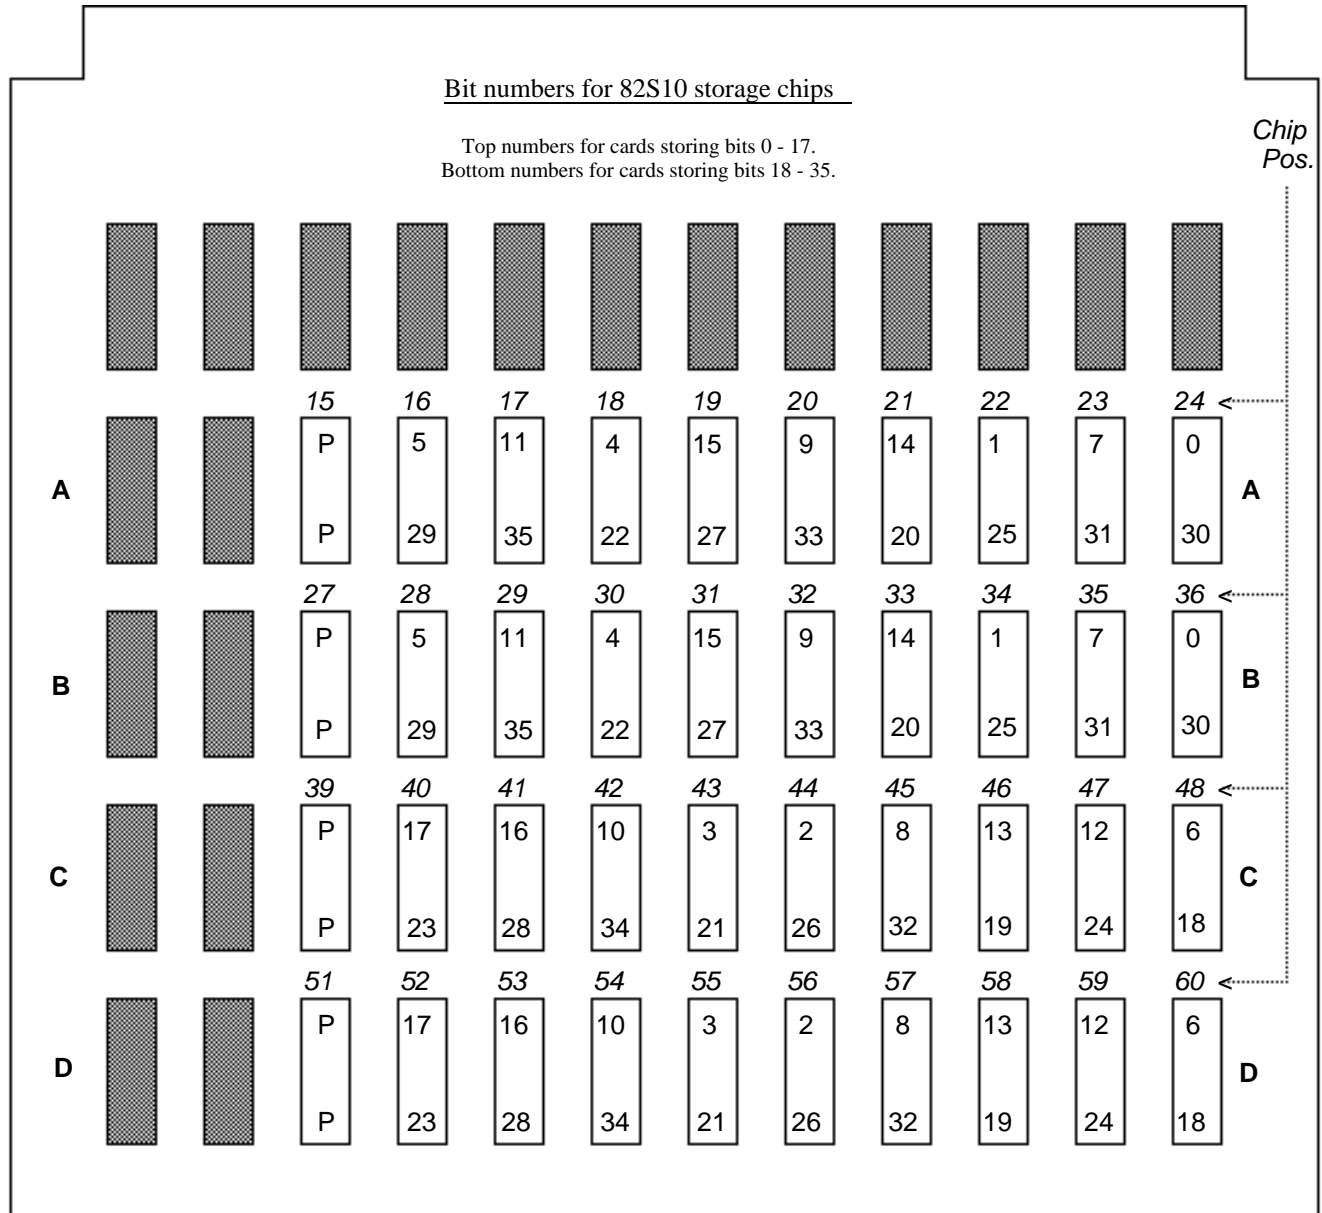 Bit numbers for 82S10 storage chips
Top numbers for cards storing bits 0 - 17.
Bottom numbers for cards storing bits 18 - 35.
Chip
Pos.
15 16 17 18 19 20 21 22 23 24
P 5 11 4 15 9 14 1 7 0
A A
P 29 35 22 27 33 20 25 31 30
27 28 29 30 31 32 33 34 35 36
P 5 11 4 15 9 14 1 7 0
B B
P 29 35 22 27 33 20 25 31 30
39 40 41 42 43 44 45 46 47 48
P 17 16 10 3 2 8 13 12 6
C C
P 23 28 34 21 26 32 19 24 18
51 52 53 54 55 56 57 58 59 60
P 17 16 10 3 2 8 13 12 6
D D
P 23 28 34 21 26 32 19 24 18